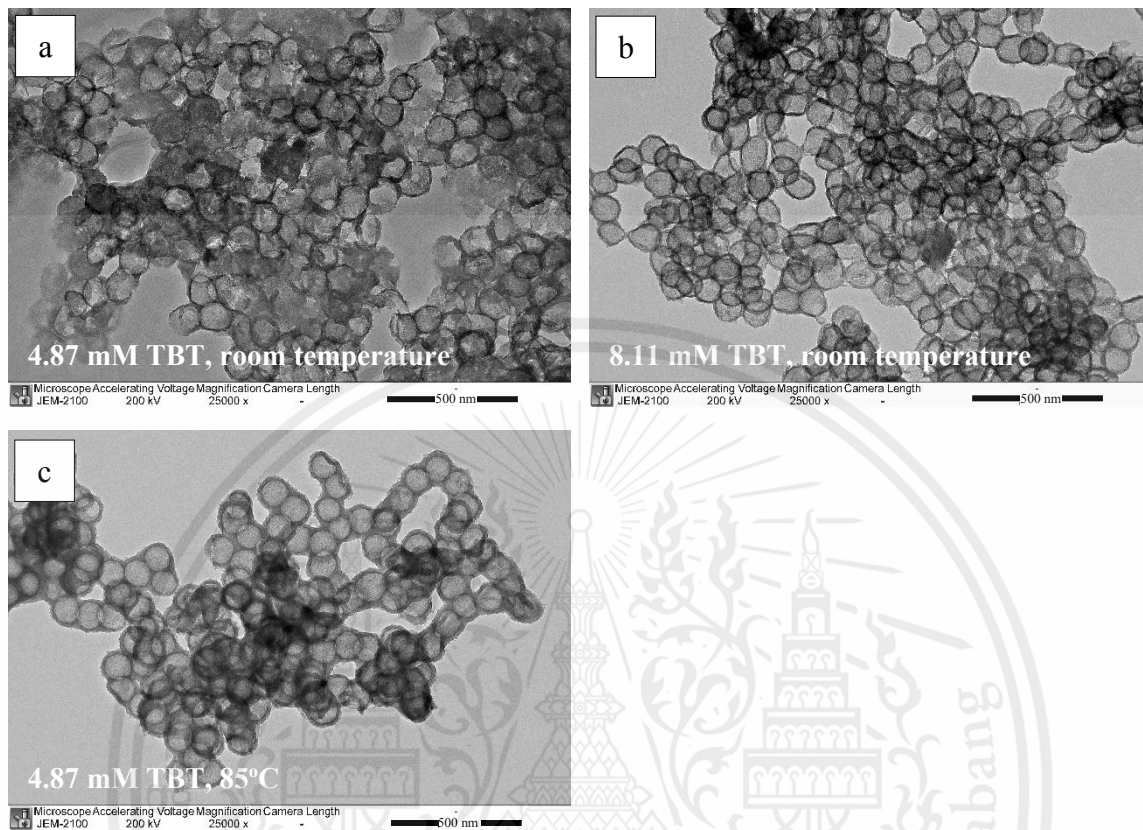 a
4.87 mM TBT, room temperature
Microscope Accelerating Voltage Magnification Camera Length -
JEM-2100 200 kV 25000 x - 500 nm
b
8.11 mM TBT, room temperature
Microscope Accelerating Voltage Magnification Camera Length -
JEM-2100 200 kV 25000 x - 500 nm
c
4.87 mM TBT, 85°C
Microscope Accelerating Voltage Magnification Camera Length -
JEM-2100 200 kV 25000 x - 500 nm